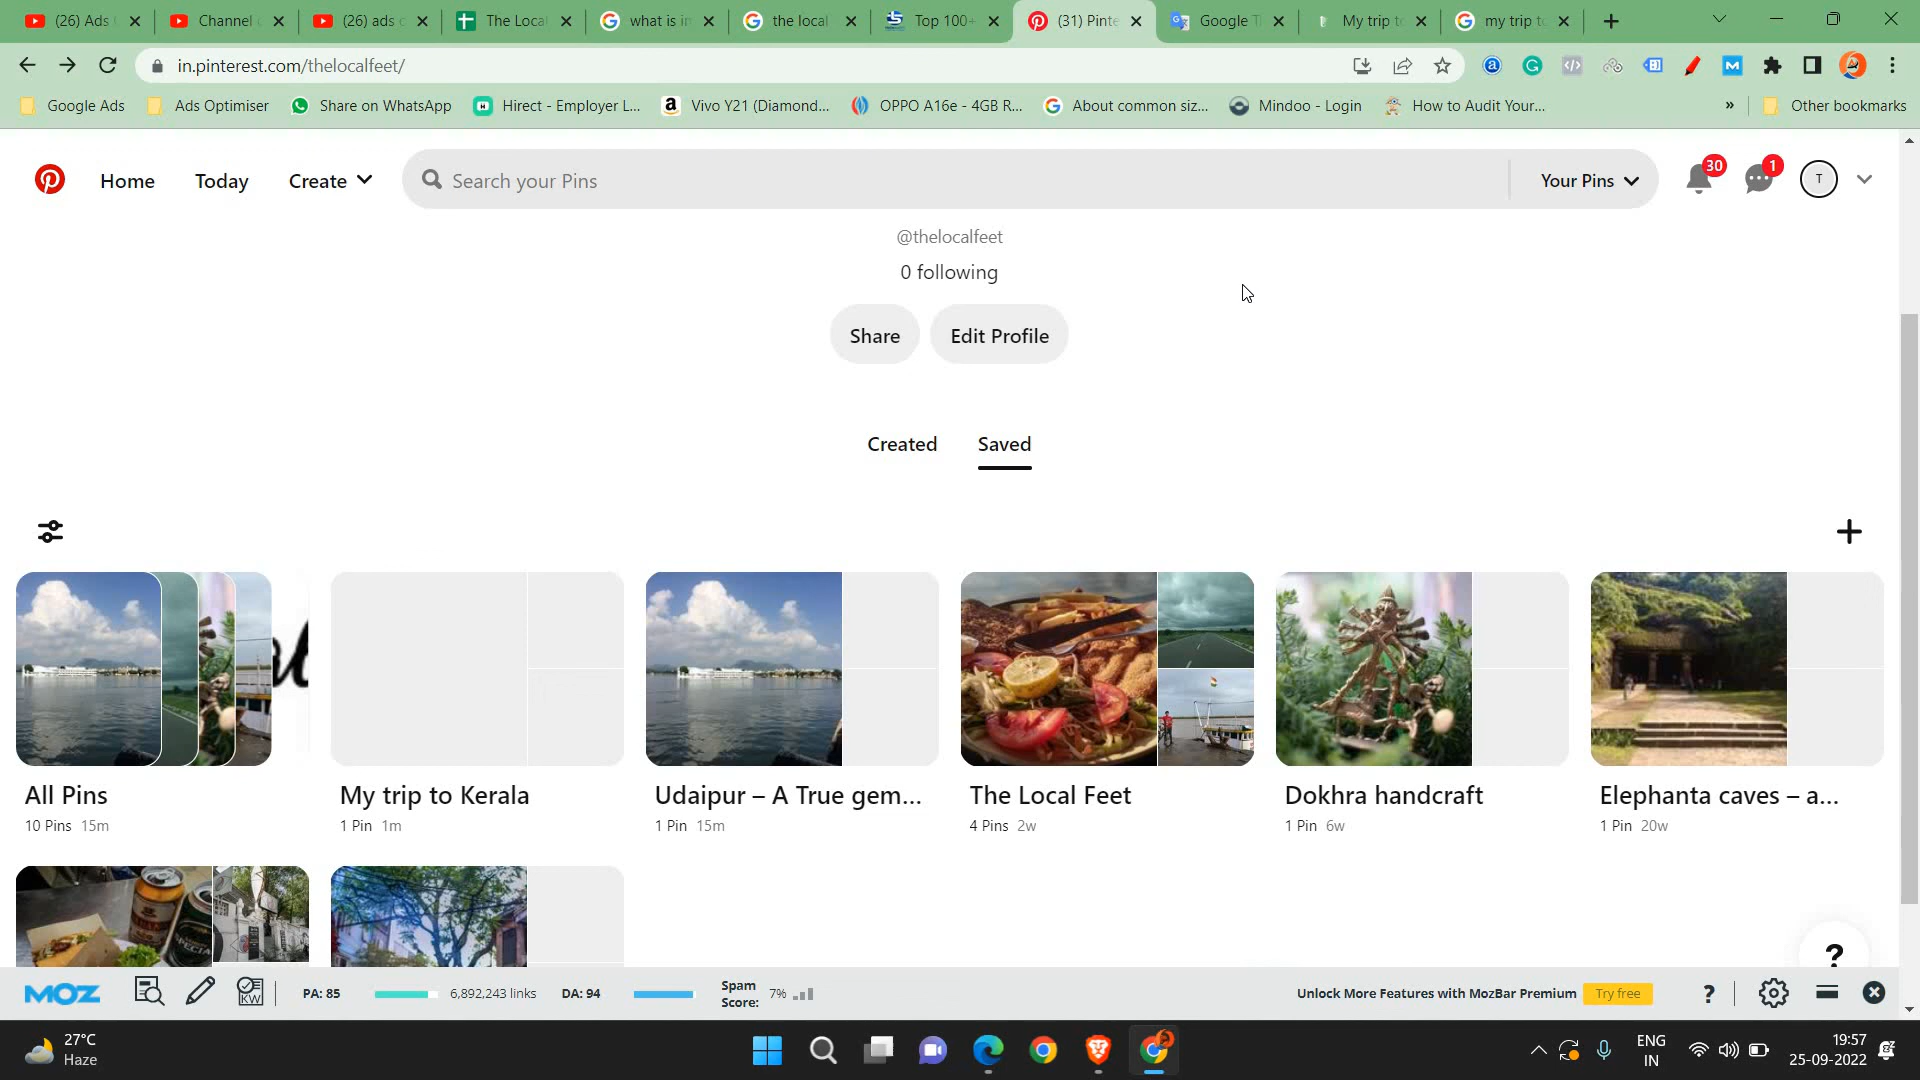 (26) Ads
Channel
(26) ads
The Local
what is i
the local
Top 100+
(31) Pinte
Google T
My trip t
my trip t
in.pinterest.com/thelocalfeet/
Google Ads
Ads Optimiser
Share on WhatsApp
Hirect - Employer L...
Vivo Y21 (Diamond...
OPPO A16e - 4GB R...
About common siz...
Mindoo - Login
How to Audit Your...
»
Other bookmarks
Home
Today
Create
Search your Pins
Your Pins
30
1
T
@thelocalfeet
0 following
Share
Edit Profile
Created
Saved
All Pins
10 Pins 15m
My trip to Kerala
1 Pin 1m
Udaipur – A True gem...
1 Pin 15m
The Local Feet
4 Pins 2w
Dokhra handcraft
1 Pin 6w
Elephanta caves – a...
1 Pin 20w
?
MOZ
KW
PA: 85
6,892,243 links
DA: 94
Spam
Score:
7%
Unlock More Features with MozBar Premium
Try free
?
27°C
Haze
ENG
IN
19:57
25-09-2022